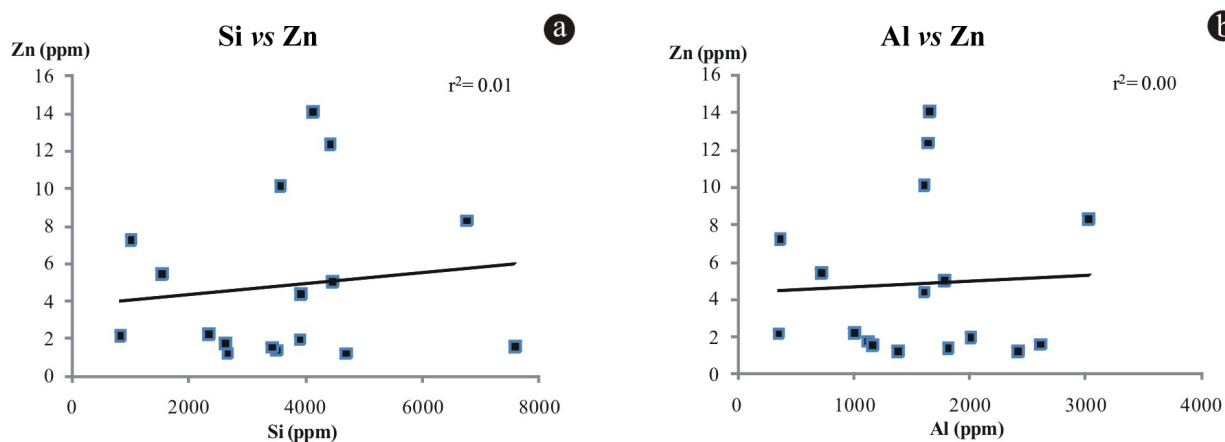 Si vs Zn
a
Zn (ppm)
r²= 0.01
16
14
12
10
8
6
4
2
0
0 2000 4000 6000 8000
Si (ppm)
Al vs Zn
b
Zn (ppm)
r²= 0.00
16
14
12
10
8
6
4
2
0
0 1000 2000 3000 4000
Al (ppm)